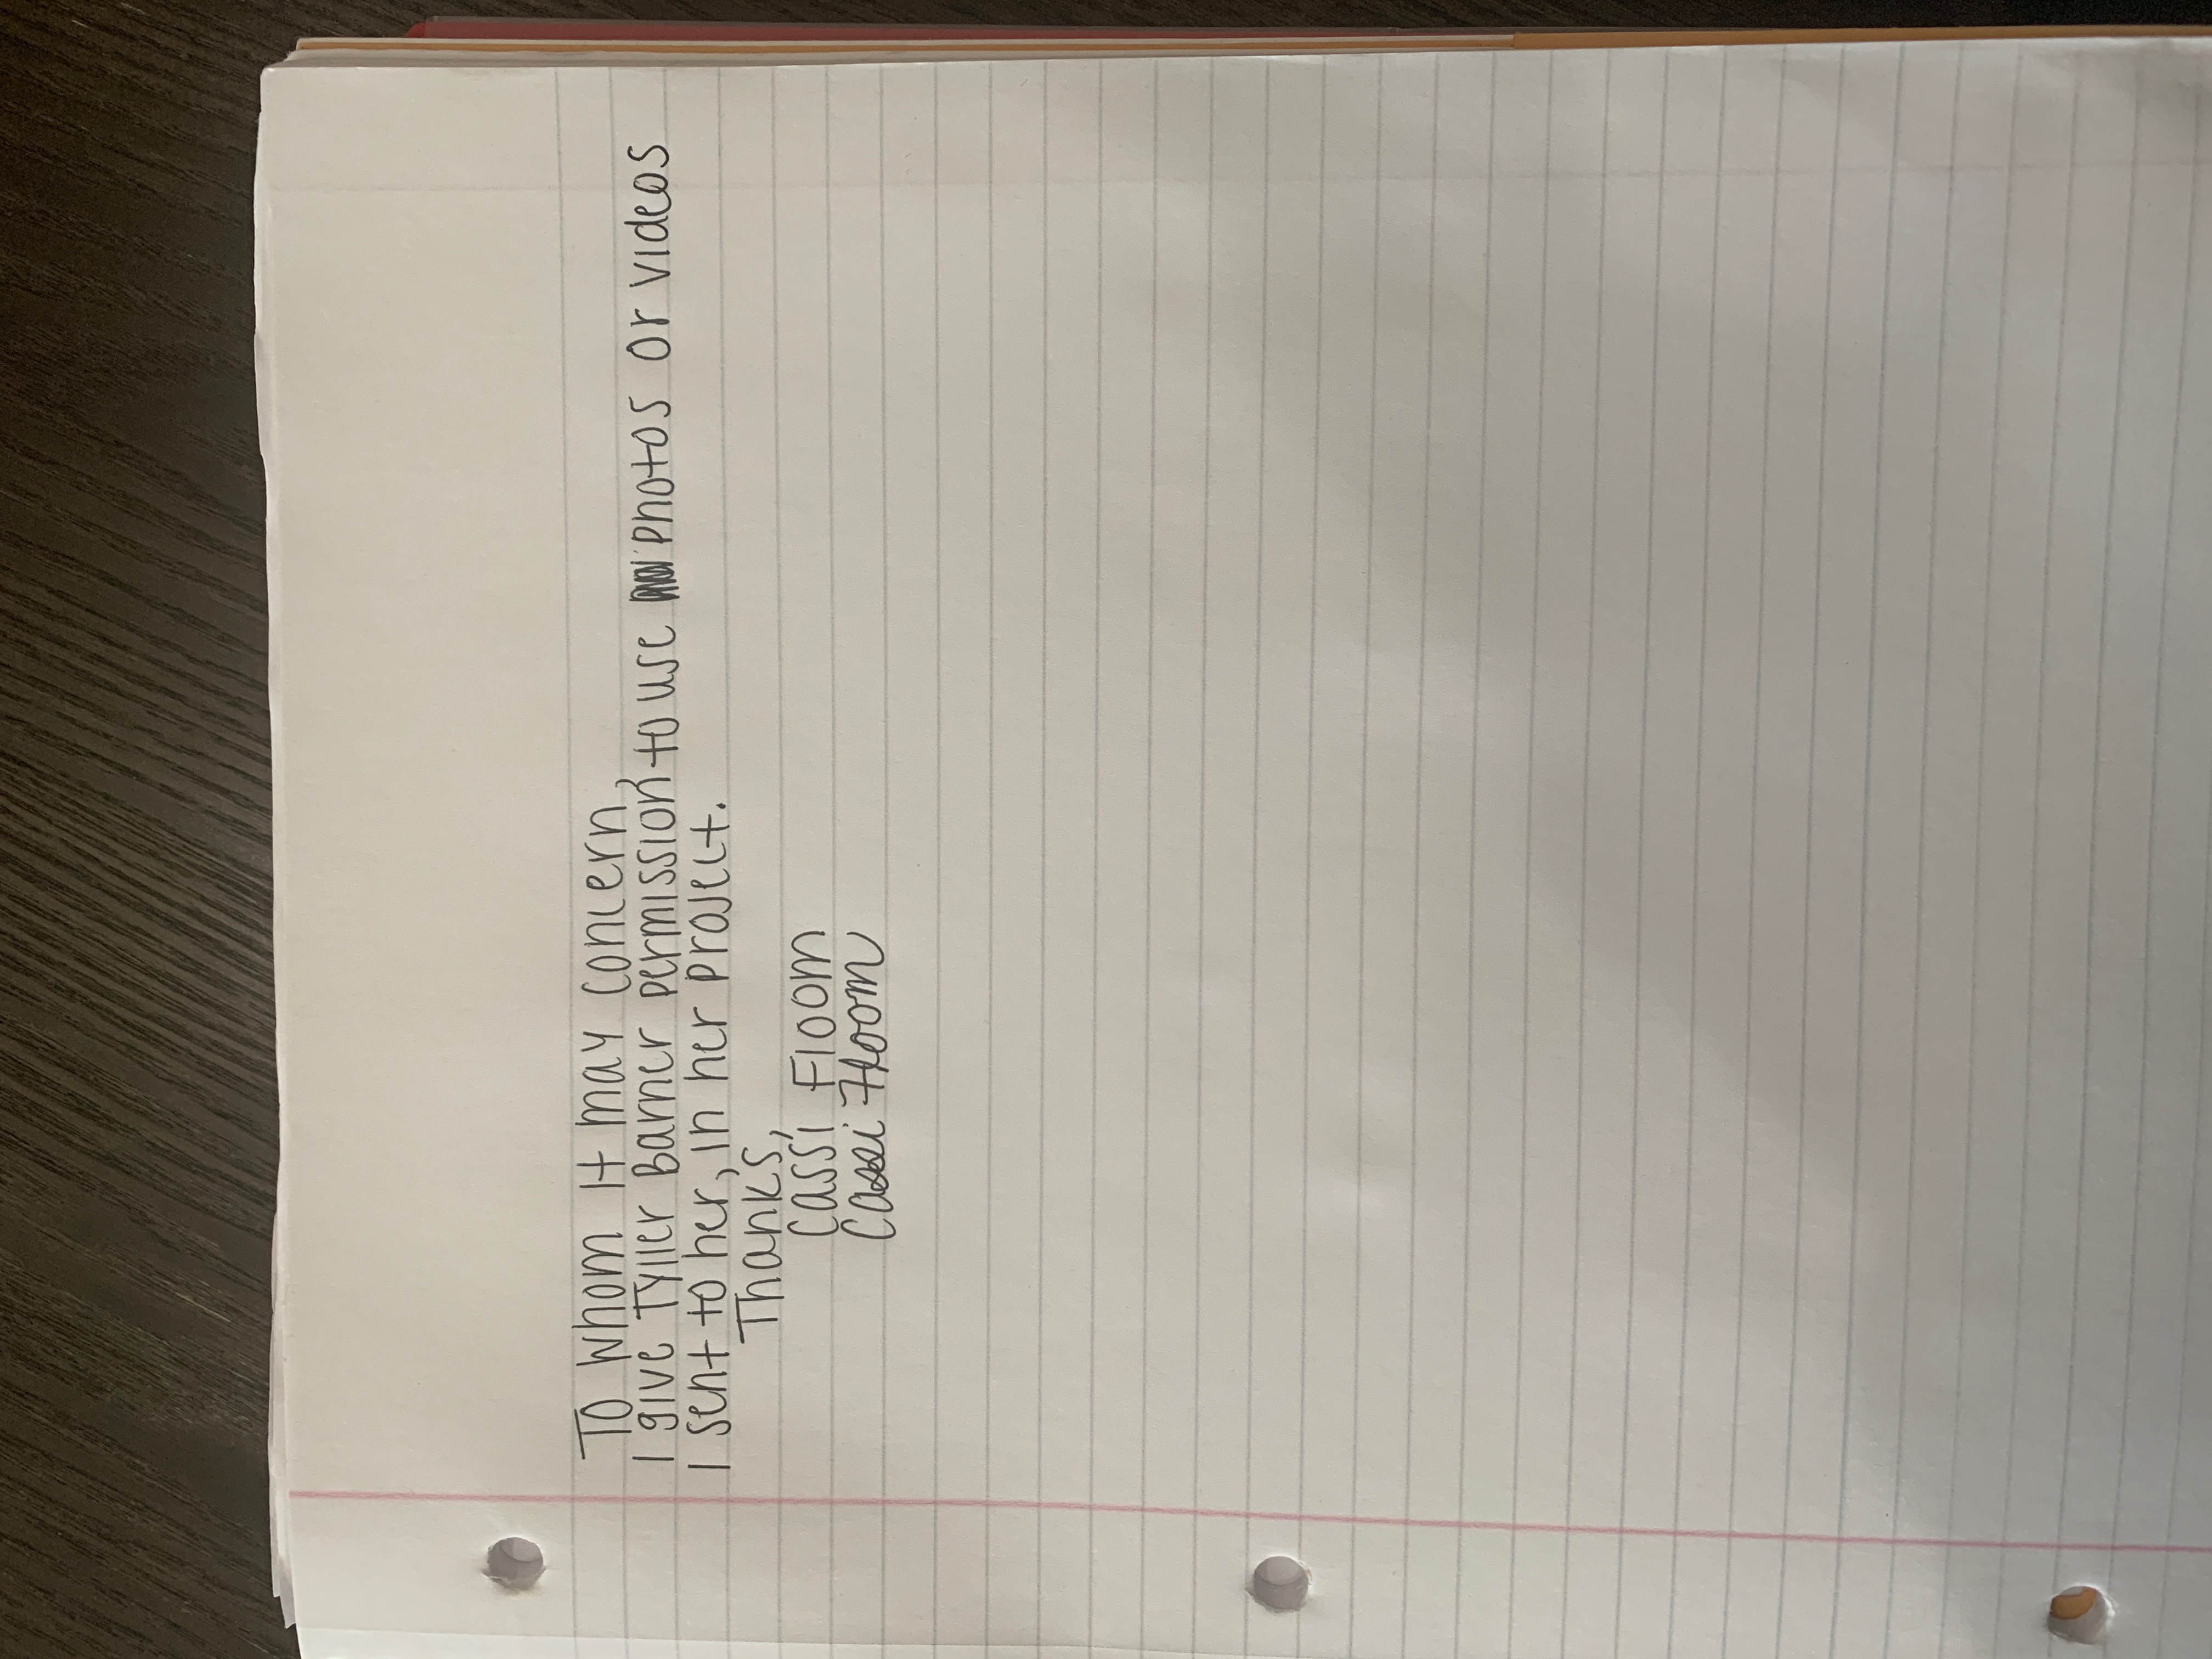 To Whom It may concern,
I give Tyller Barner permission to use photos or videos
I sent to her, in her project.
Thanks,
Cassi Floom
Cassi Floom